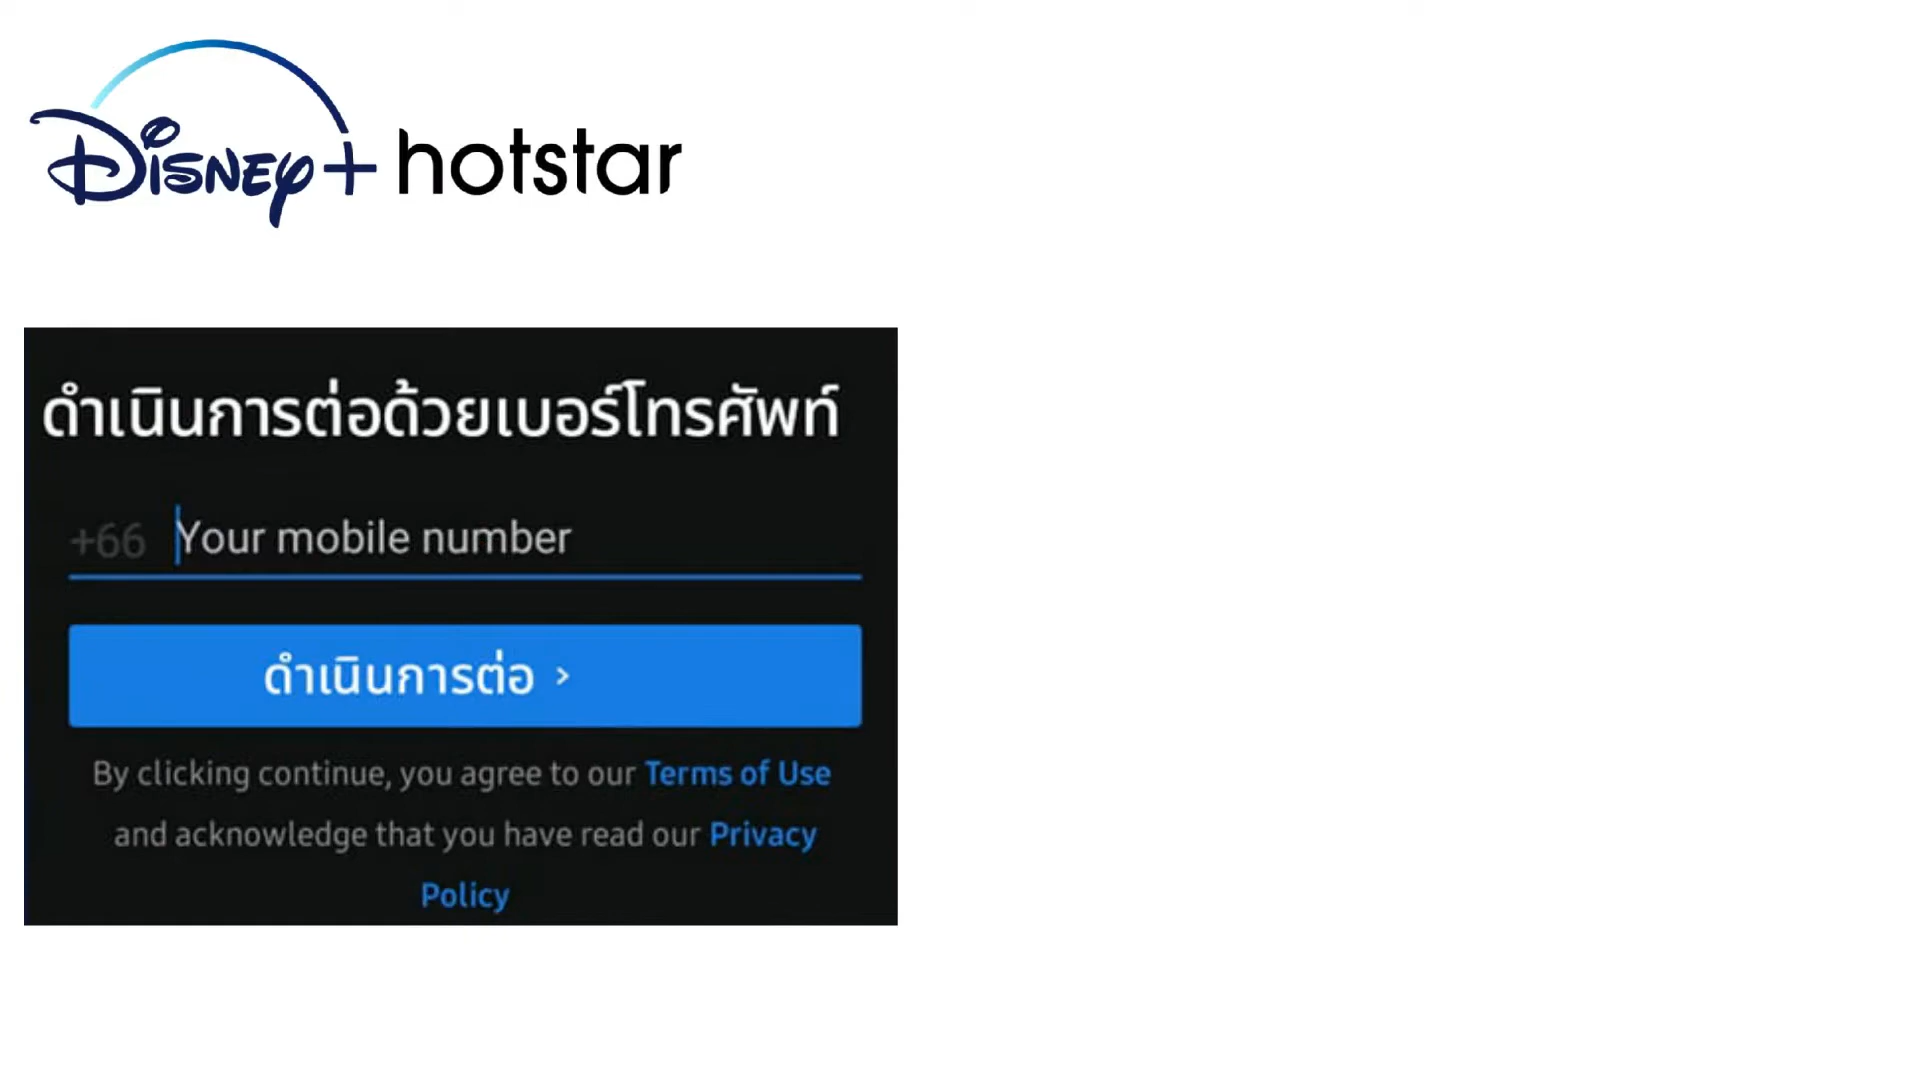 Disney+ hotstar
ดำเนินการต่อด้วยเบอร์โทรศัพท์
+66 Your mobile number
ดำเนินการต่อ >
By clicking continue, you agree to our Terms of Use
and acknowledge that you have read our Privacy
Policy